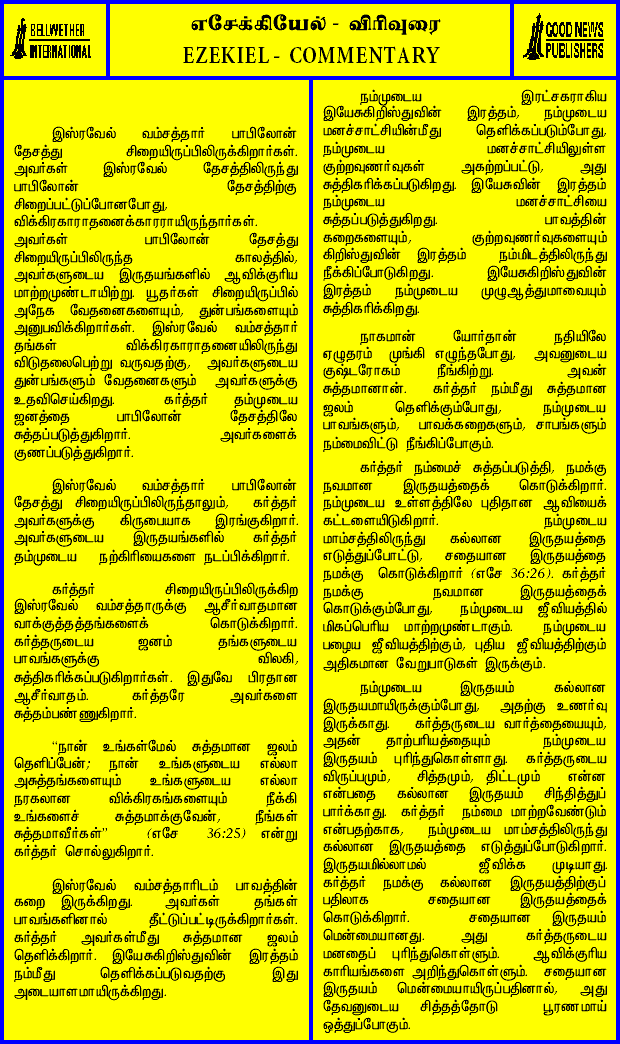 BELLWETHER
INTERNATIONAL
எசேக்கியேல் - விரிவுரை
EZEKIEL - COMMENTARY
GOOD NEWS
PUBLISHERS
இஸ்ரவேல் வம்சத்தார் பாபிலோன்
தேசத்து சிறையிருப்பிலிருக்கிறார்கள்.
அவர்கள் இஸ்ரவேல் தேசத்திலிருந்து
பாபிலோன் தேசத்திற்கு
சிறைப்பட்டுப்போனபோது,
விக்கிரகாராதனைக்காரராயிருந்தார்கள்.
அவர்கள் பாபிலோன் தேசத்து
சிறையிருப்பிலிருந்த காலத்தில்,
அவர்களுடைய இருதயங்களில் ஆவிக்குரிய
மாற்றமுண்டாயிற்று. யூதர்கள் சிறையிருப்பில்
அநேக வேதனைகளையும், துன்பங்களையும்
அனுபவிக்கிறார்கள். இஸ்ரவேல் வம்சத்தார்
தங்கள் விக்கிரகாராதனையிலிருந்து
விடுதலைபெற்று வருவதற்கு, அவர்களுடைய
துன்பங்களும் வேதனைகளும் அவர்களுக்கு
உதவிசெய்கிறது. கர்த்தர் தம்முடைய
ஜனத்தை பாபிலோன் தேசத்திலே
சுத்தப்படுத்துகிறார். அவர்களைக்
குணப்படுத்துகிறார்.
இஸ்ரவேல் வம்சத்தார் பாபிலோன்
தேசத்து சிறையிருப்பிலிருந்தாலும், கர்த்தர்
அவர்களுக்கு கிருபையாக இரங்குகிறார்.
அவர்களுடைய இருதயங்களில் கர்த்தர்
தம்முடைய நற்கிரியைகளை நடப்பிக்கிறார்.
கர்த்தர் சிறையிருப்பிலிருக்கிற
இஸ்ரவேல் வம்சத்தாருக்கு ஆசீர்வாதமான
வாக்குத்தத்தங்களைக் கொடுக்கிறார்.
கர்த்தருடைய ஜனம் தங்களுடைய
பாவங்களுக்கு விலகி,
சுத்திகரிக்கப்படுகிறார்கள். இதுவே பிரதான
ஆசீர்வாதம். கர்த்தரே அவர்களை
சுத்தம்பண்ணுகிறார்.
“நான் உங்கள்மேல் சுத்தமான ஜலம்
தெளிப்பேன்; நான் உங்களுடைய எல்லா
அசுத்தங்களையும் உங்களுடைய எல்லா
நரகலான விக்கிரகங்களையும் நீக்கி
உங்களைச் சுத்தமாக்குவேன், நீங்கள்
சுத்தமாவீர்கள்” (எசே 36:25) என்று
கர்த்தர் சொல்லுகிறார்.
இஸ்ரவேல் வம்சத்தாரிடம் பாவத்தின்
கறை இருக்கிறது. அவர்கள் தங்கள்
பாவங்களினால் தீட்டுப்பட்டிருக்கிறார்கள்.
கர்த்தர் அவர்கள்மீது சுத்தமான ஜலம்
தெளிக்கிறார். இயேசுகிறிஸ்துவின் இரத்தம்
நம்மீது தெளிக்கப்படுவதற்கு இது
அடையாளமாயிருக்கிறது.
நம்முடைய இரட்சகராகிய
இயேசுகிறிஸ்துவின் இரத்தம், நம்முடைய
மனச்சாட்சியின்மீது தெளிக்கப்படும்போது,
நம்முடைய மனச்சாட்சியிலுள்ள
குற்றவுணர்வுகள் அகற்றப்பட்டு, அது
சுத்திகரிக்கப்படுகிறது. இயேசுவின் இரத்தம்
நம்முடைய மனச்சாட்சியை
சுத்தப்படுத்துகிறது. பாவத்தின்
கறைகளையும், குற்றவுணர்வுகளையும்
கிறிஸ்துவின் இரத்தம் நம்மிடத்திலிருந்து
நீக்கிப்போடுகிறது. இயேசுகிறிஸ்துவின்
இரத்தம் நம்முடைய முழுஆத்துமாவையும்
சுத்திகரிக்கிறது.
நாகமான் யோர்தான் நதியிலே
ஏழுதரம் முங்கி எழுந்தபோது, அவனுடைய
குஷ்டரோகம் நீங்கிற்று. அவன்
சுத்தமானான். கர்த்தர் நம்மீது சுத்தமான
ஜலம் தெளிக்கும்போது, நம்முடைய
பாவங்களும், பாவக்கறைகளும், சாபங்களும்
நம்மைவிட்டு நீங்கிப்போகும்.
கர்த்தர் நம்மைச் சுத்தப்படுத்தி, நமக்கு
நவமான இருதயத்தைக் கொடுக்கிறார்.
நம்முடைய உள்ளத்திலே புதிதான ஆவியைக்
கட்டளையிடுகிறார். நம்முடைய
மாம்சத்திலிருந்து கல்லான இருதயத்தை
எடுத்துப்போட்டு, சதையான இருதயத்தை
நமக்கு கொடுக்கிறார் (எசே 36:26). கர்த்தர்
நமக்கு நவமான இருதயத்தைக்
கொடுக்கும்போது, நம்முடைய ஜீவியத்தில்
மிகப்பெரிய மாற்றமுண்டாகும். நம்முடைய
பழைய ஜீவியத்திற்கும், புதிய ஜீவியத்திற்கும்
அதிகமான வேறுபாடுகள் இருக்கும்.
நம்முடைய இருதயம் கல்லான
இருதயமாயிருக்கும்போது, அதற்கு உணர்வு
இருக்காது. கர்த்தருடைய வார்த்தையையும்,
அதன் தாற்பரியத்தையும் நம்முடைய
இருதயம் புரிந்துகொள்ளாது. கர்த்தருடைய
விருப்பமும், சித்தமும், திட்டமும் என்ன
என்பதை கல்லான இருதயம் சிந்தித்துப்
பார்க்காது. கர்த்தர் நம்மை மாற்றவேண்டும்
என்பதற்காக, நம்முடைய மாம்சத்திலிருந்து
கல்லான இருதயத்தை எடுத்துப்போடுகிறார்.
இருதயமில்லாமல் ஜீவிக்க முடியாது.
கர்த்தர் நமக்கு கல்லான இருதயத்திற்குப்
பதிலாக சதையான இருதயத்தைக்
கொடுக்கிறார். சதையான இருதயம்
மென்மையானது. அது கர்த்தருடைய
மனதைப் புரிந்துகொள்ளும். ஆவிக்குரிய
காரியங்களை அறிந்துகொள்ளும். சதையான
இருதயம் மென்மையாயிருப்பதினால், அது
தேவனுடைய சித்தத்தோடு பூரணமாய்
ஒத்துப்போகும்.